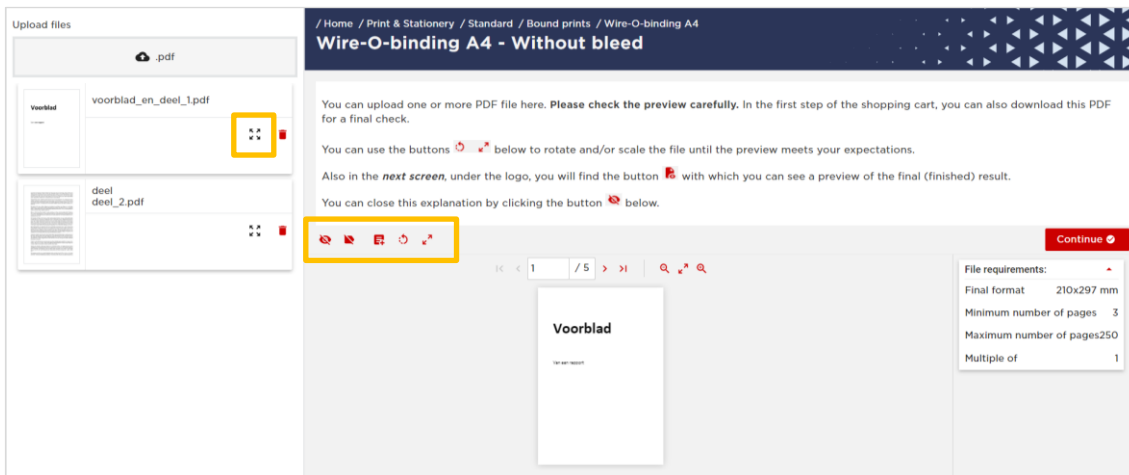 Upload files
.pdf
Voorblad
voorblad_en_deel_1.pdf
deel
deel_2.pdf
/ Home / Print & Stationery / Standard / Bound prints / Wire-O-binding A4
Wire-O-binding A4 - Without bleed
You can upload one or more PDF file here. Please check the preview carefully. In the first step of the shopping cart, you can also download this PDF
for a final check.
You can use the buttons below to rotate and/or scale the file until the preview meets your expectations.
Also in the next screen, under the logo, you will find the button with which you can see a preview of the final (finished) result.
You can close this explanation by clicking the button below.
Continue
1 / 5
Voorblad
Van een rapport
File requirements:
Final format 210x297 mm
Minimum number of pages 3
Maximum number of pages250
Multiple of 1